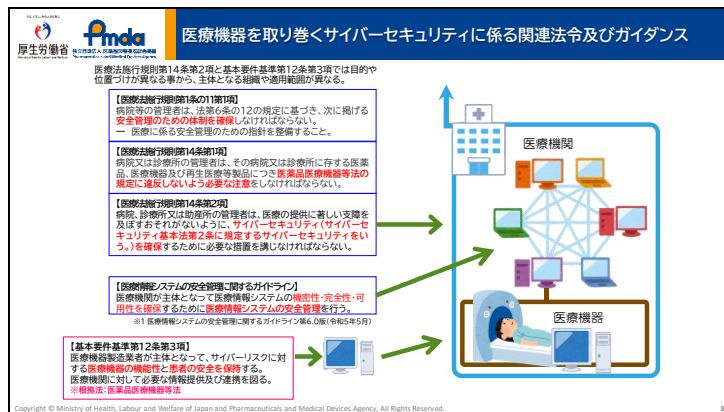 厚生労働省
Pmda
医療機器を取り巻くサイバーセキュリティに係る関連法令及びガイダンス
医療法施行規則第14条第2項と基本要件基準第12条第3項では目的や
位置づけが異なる事から、主体となる組織や適用範囲が異なる。
【医療法施行規則第1条の11第1項】
病院等の管理者は、法第6条の12の規定に基づき、次に掲げる
安全管理のための体制を確保しなければならない。
ー 医療に係る安全管理のための指針を整備すること。
【医療法施行規則第14条第1項】
病院又は診療所の管理者は、その病院又は診療所に存する医薬
品、医療機器及び再生医療等製品につき医薬品医療機器等法の
規定に違反しないよう必要な注意をしなければならない。
【医療法施行規則第14条第2項】
病院、診療所又は助産所の管理者は、医療の提供に著しい支障を
及ぼすおそれがないように、サイバーセキュリティ(サイバーセ
キュリティ基本法第2条に規定するサイバーセキュリティをい
う。)を確保するために必要な措置を講じなければならない。
【医療情報システムの安全管理に関するガイドライン】
医療機関が主体となって医療情報システムの機密性・完全性・可
用性を確保するために医療情報システムの安全管理を行う。
※1 医療情報システムの安全管理に関するガイドライン第6.0版(令和5年5月)
【基本要件基準第12条第3項】
医療機器製造業者が主体となって、サイバーリスクに対
する医療機器の機能性と患者の安全を保持する。
医療機関に対して必要な情報提供及び連携を図る。
※根拠法:医薬品医療機器等法
医療機関
医療機器
Copyright © Ministry of Health, Labour and Welfare of Japan and Pharmaceuticals and Medical Devices Agency, All Rights Reserved.
8